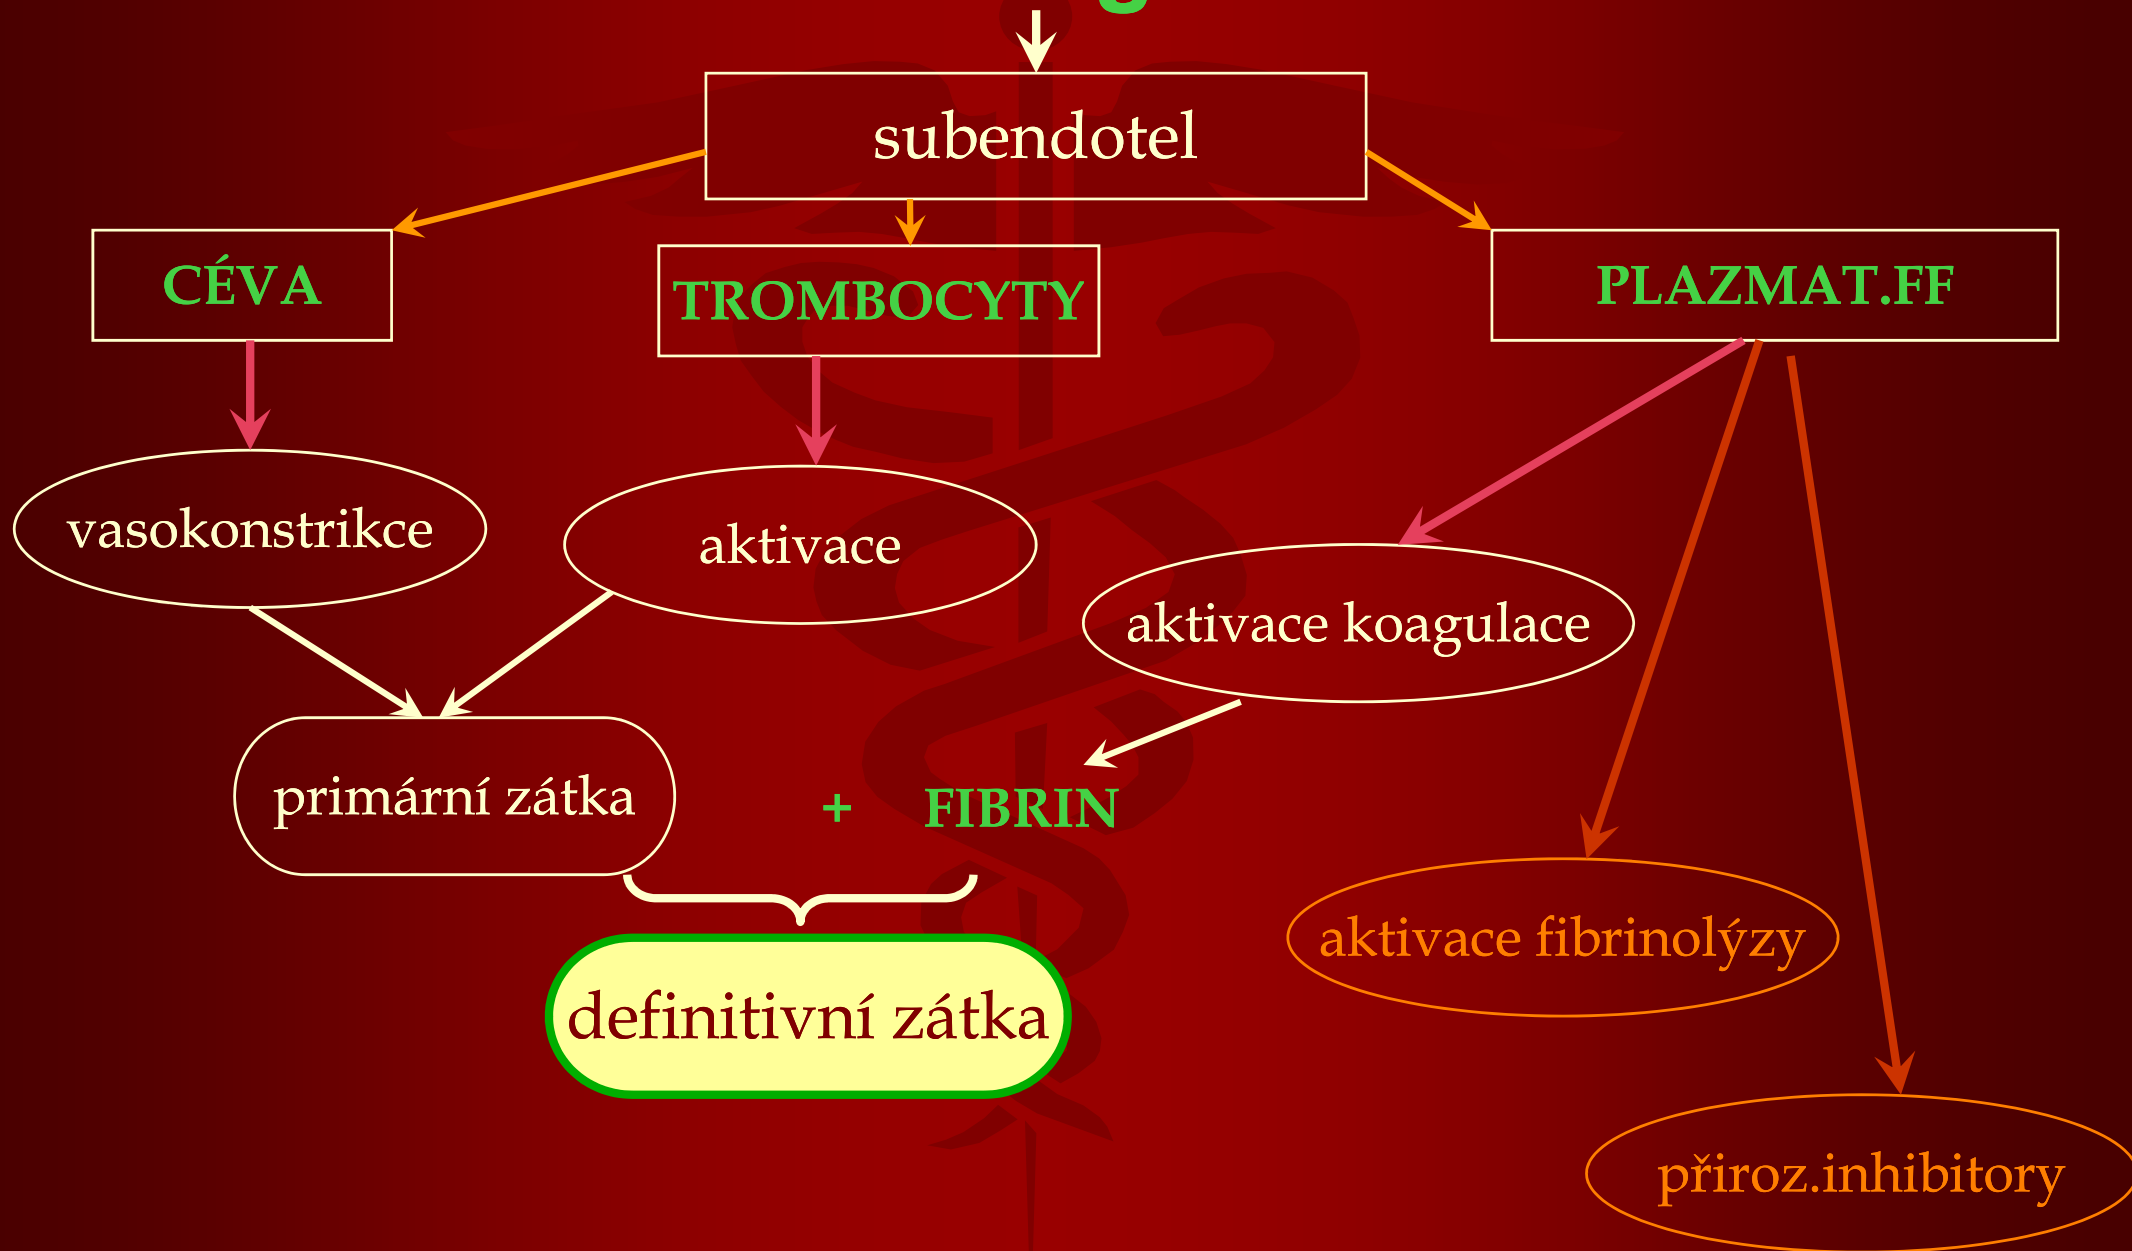 subendotel
CÉVA
TROMBOCYTY
PLAZMAT.FF
vasokonstrikce
aktivace
aktivace koagulace
primární zátka
+ FIBRIN
aktivace fibrinolýzy
definitivní zátka
přiroz.inhibitory